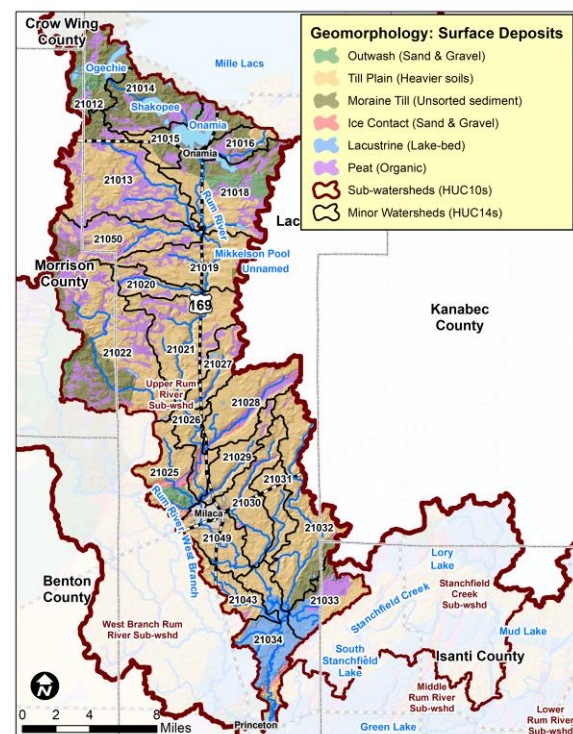 Crow Wing
County
Ogechie
Mille Lacs
21014
21012
Shakopee
Onamia
21015
21016
Onamia
21013
21018
Rum River
Lac
21050
Mikkelson Pool
Unnamed
21019
Morrison
County
21020
169
Kanabec
County
21021
21022
21027
Upper Rum
River
Sub-wshd
21028
21026
21029
21025
21031
21030
Milaca
21032
Rum River, West Branch
21049
Lory
Lake
Benton
County
Stanchfield
Creek
Sub-wshd
21043
21033
Stanchfield Creek
West Branch Rum
River Sub-wshd
21034
Mud Lake
South
Stanchfield
Lake
Isanti County
Middle
Rum River
Sub-wshd
Lower
Rum River
Sub-wshd
Princeton
Green Lake
N
0 2 4 8
Miles
Geomorphology: Surface Deposits
Outwash (Sand & Gravel)
Till Plain (Heavier soils)
Moraine Till (Unsorted sediment)
Ice Contact (Sand & Gravel)
Lacustrine (Lake-bed)
Peat (Organic)
Sub-watersheds (HUC10s)
Minor Watersheds (HUC14s)